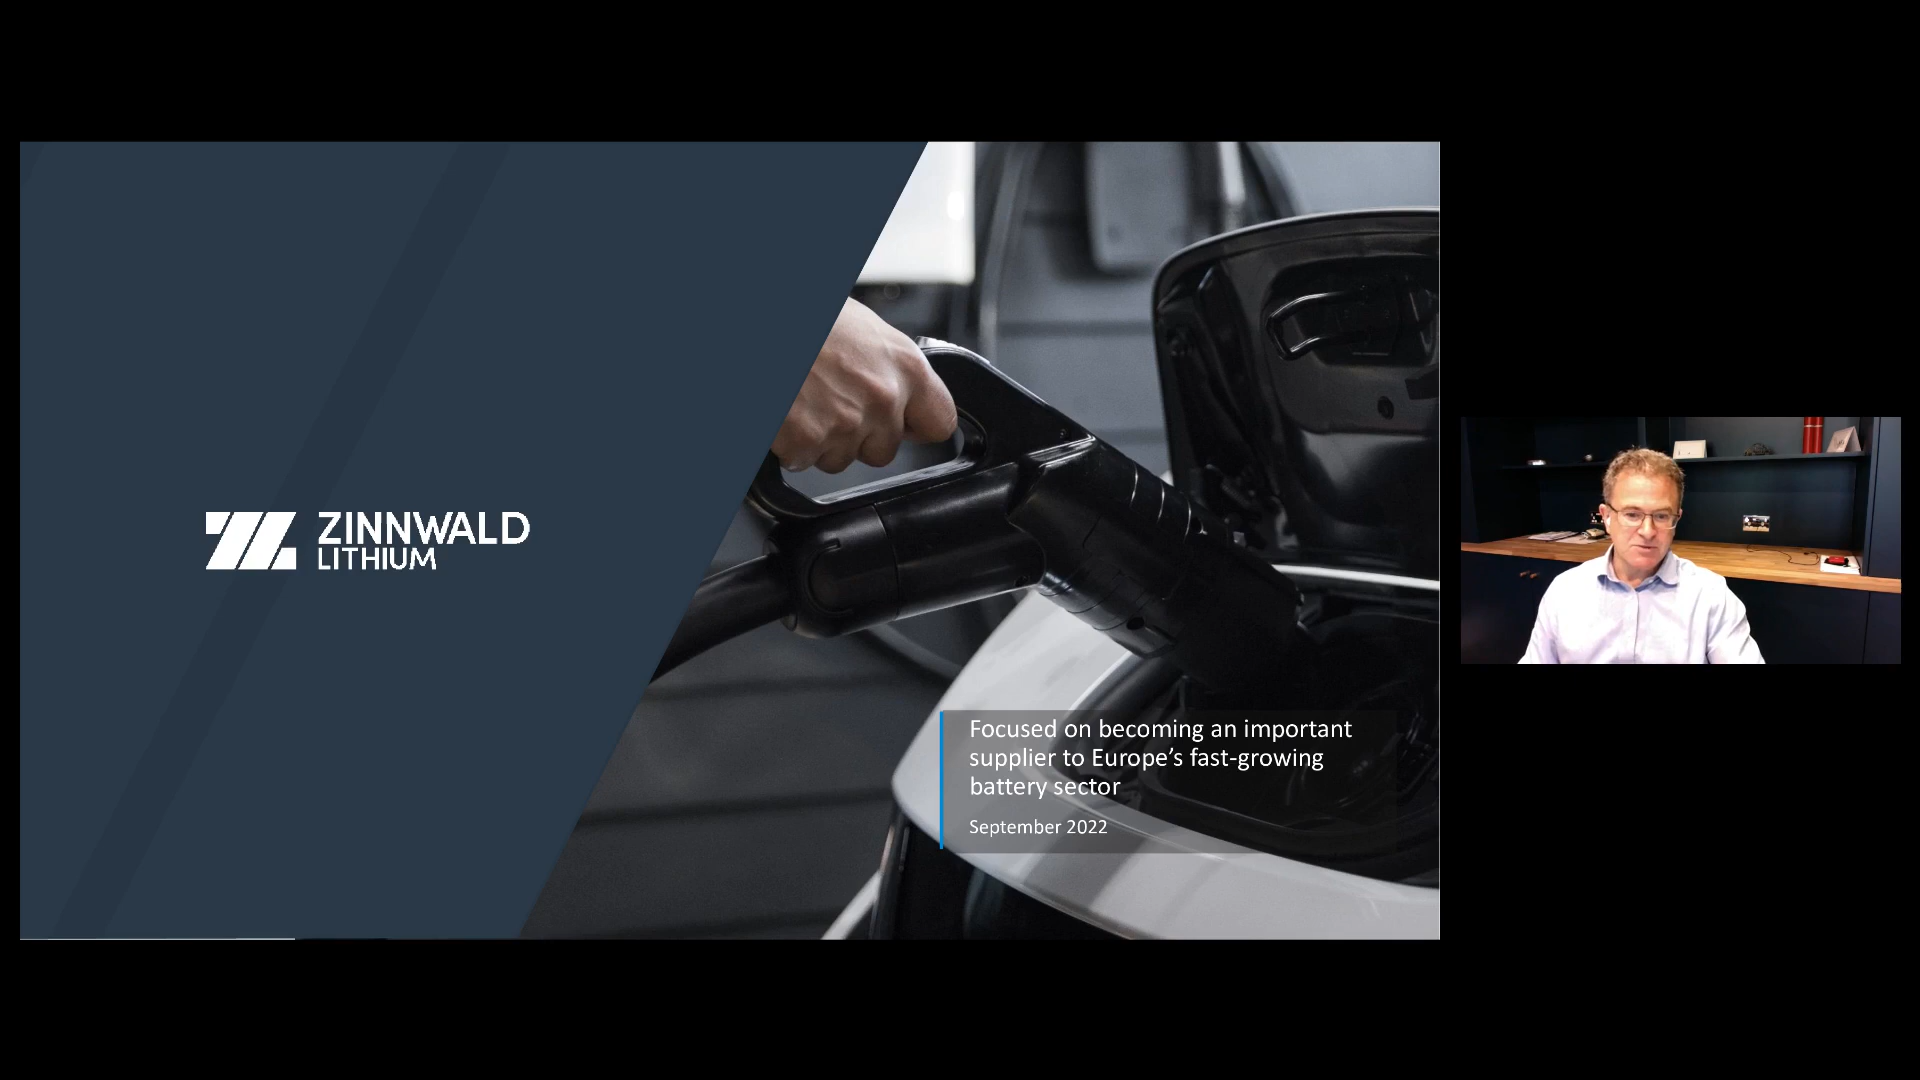 ZINNWALD
LITHIUM
Focused on becoming an important
supplier to Europe’s fast-growing
battery sector
September 2022